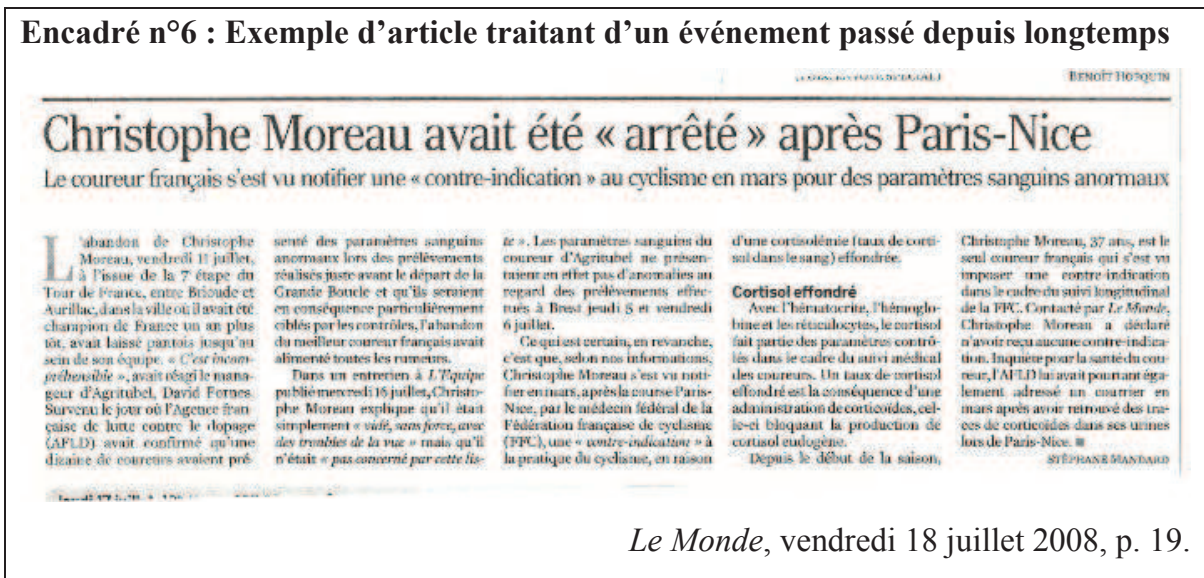 Encadré n°6 : Exemple d'article traitant d'un événement passé depuis longtemps
BENOÎT HOPQUIN
Christophe Moreau avait été « arrêté » après Paris-Nice
Le coureur français s'est vu notifier une « contre-indication » au cyclisme en mars pour des paramètres sanguins anormaux
L'abandon de Christophe
Moreau, vendredi 11 juillet,
à l'issue de la 7e étape du
Tour de France, entre Brioude et
Aurillac, dans la ville où il avait été
champion de France un an plus
tôt, avait laissé pantois jusqu'au
sein de son équipe. « C'est incom-
préhensible », avait réagi le mana-
geur d'Agritubel, David Fornes.
Survenu le jour où l'Agence fran-
çaise de lutte contre le dopage
(AFLD) avait confirmé qu'une
dizaine de coureurs avaient pré-
senté des paramètres sanguins
anormaux lors des prélèvements
réalisés juste avant le départ de la
Grande Boucle et qu'ils seraient
en conséquence particulièrement
ciblés par les contrôles, l'abandon
du meilleur coureur français avait
alimenté toutes les rumeurs.
Dans un entretien à L'Equipe
publié mercredi 16 juillet, Christo-
phe Moreau explique qu'il était
simplement « vidé, sans force, avec
des troubles de la vue » mais qu'il
n'était « pas concerné par cette lis-
te ». Les paramètres sanguins du
coureur d'Agritubel ne présen-
taient en effet pas d'anomalies au
regard des prélèvements effec-
tués à Brest jeudi 5 et vendredi
6 juillet.
Ce qui est certain, en revanche,
c'est que, selon nos informations,
Christophe Moreau s'est vu noti-
fier en mars, après la course Paris-
Nice, par le médecin fédéral de la
Fédération française de cyclisme
(FFC), une « contre-indication » à
la pratique du cyclisme, en raison
d'une cortisolémie (taux de corti-
sol dans le sang) effondrée.
Cortisol effondré
Avec l'hématocrite, l'hémoglo-
bine et les réticulocytes, le cortisol
fait partie des paramètres contrô-
lés dans le cadre du suivi médical
des coureurs. Un taux de cortisol
effondré est la conséquence d'une
administration de corticoïdes, cel-
le-ci bloquant la production de
cortisol endogène.
Depuis le début de la saison,
Christophe Moreau, 37 ans, est le
seul coureur français qui s'est vu
imposer une contre-indication
dans le cadre du suivi longitudinal
de la FFC. Contacté par Le Monde,
Christophe Moreau a déclaré
n'avoir reçu aucune contre-indica-
tion. Inquiète pour la santé du cou-
reur, l'AFLD lui avait pourtant éga-
lement adressé un courrier en
mars après avoir retrouvé des tra-
ces de corticoïdes dans ses urines
lors de Paris-Nice. ■
STÉPHANE MANDARD
Le Monde, vendredi 18 juillet 2008, p. 19.